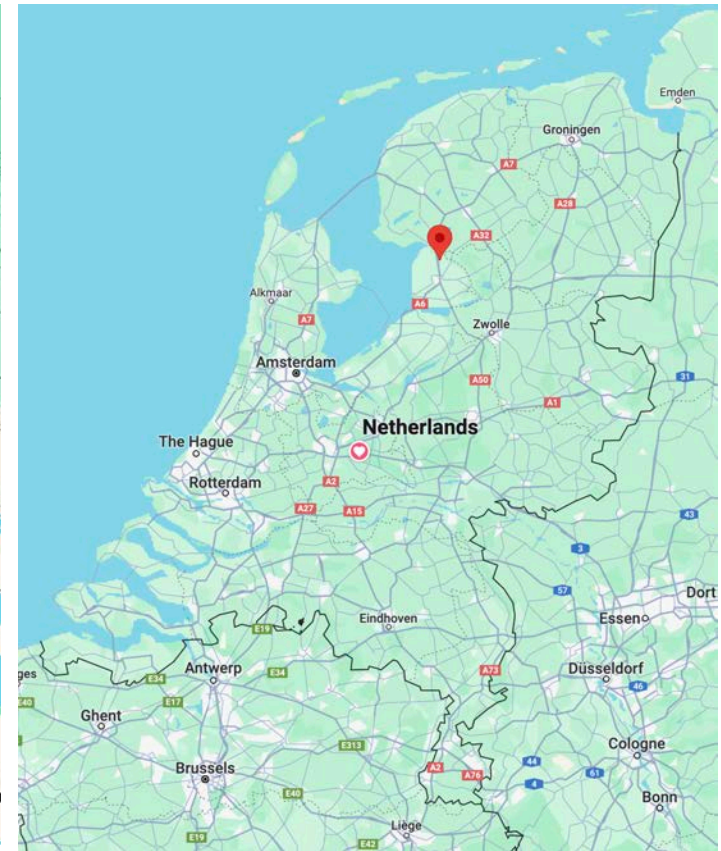 Emden
Groningen
A7
A28
A32
Alkmaar
A6
A7
Zwolle
Amsterdam
A50
31
A1
Netherlands
The Hague
A2
Rotterdam
A27
A15
43
3
57
Dort
Essen
Eindhoven
E19
ges
Antwerp
E34
E34
A73
Düsseldorf
46
E40
E17
Ghent
E313
Cologne
Brussels
A2
A76
44
61
4
E40
Bonn
Liège
E19
E42